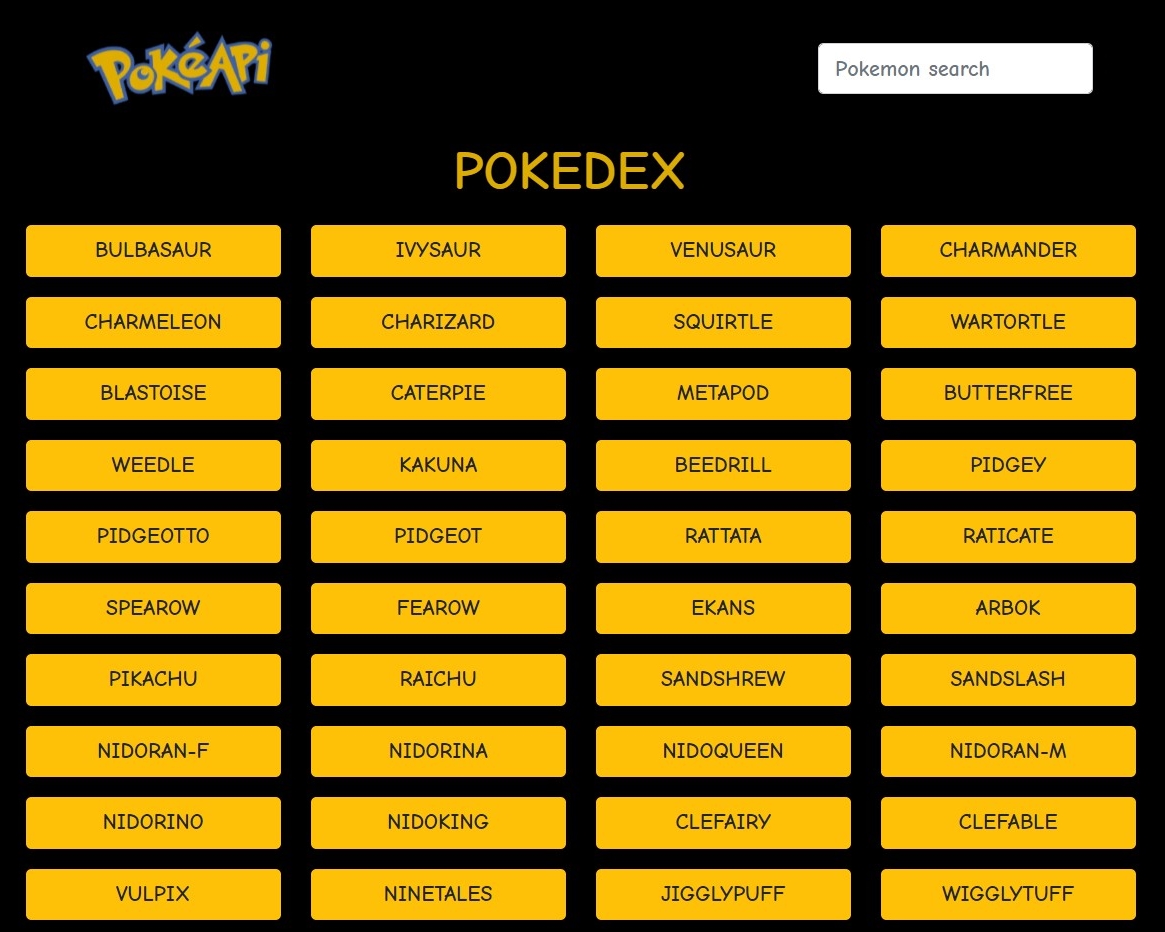 PokéApi
Pokemon search
POKEDEX
BULBASAUR IVYSAUR VENUSAUR CHARMANDER
CHARMELEON CHARIZARD SQUIRTLE WARTORTLE
BLASTOISE CATERPIE METAPOD BUTTERFREE
WEEDLE KAKUNA BEEDRILL PIDGEY
PIDGEOTTO PIDGEOT RATTATA RATICATE
SPEAROW FEAROW EKANS ARBOK
PIKACHU RAICHU SANDSHREW SANDSLASH
NIDORAN-F NIDORINA NIDOQUEEN NIDORAN-M
NIDORINO NIDOKING CLEFAIRY CLEFABLE
VULPIX NINETALES JIGGLYPUFF WIGGLYTUFF